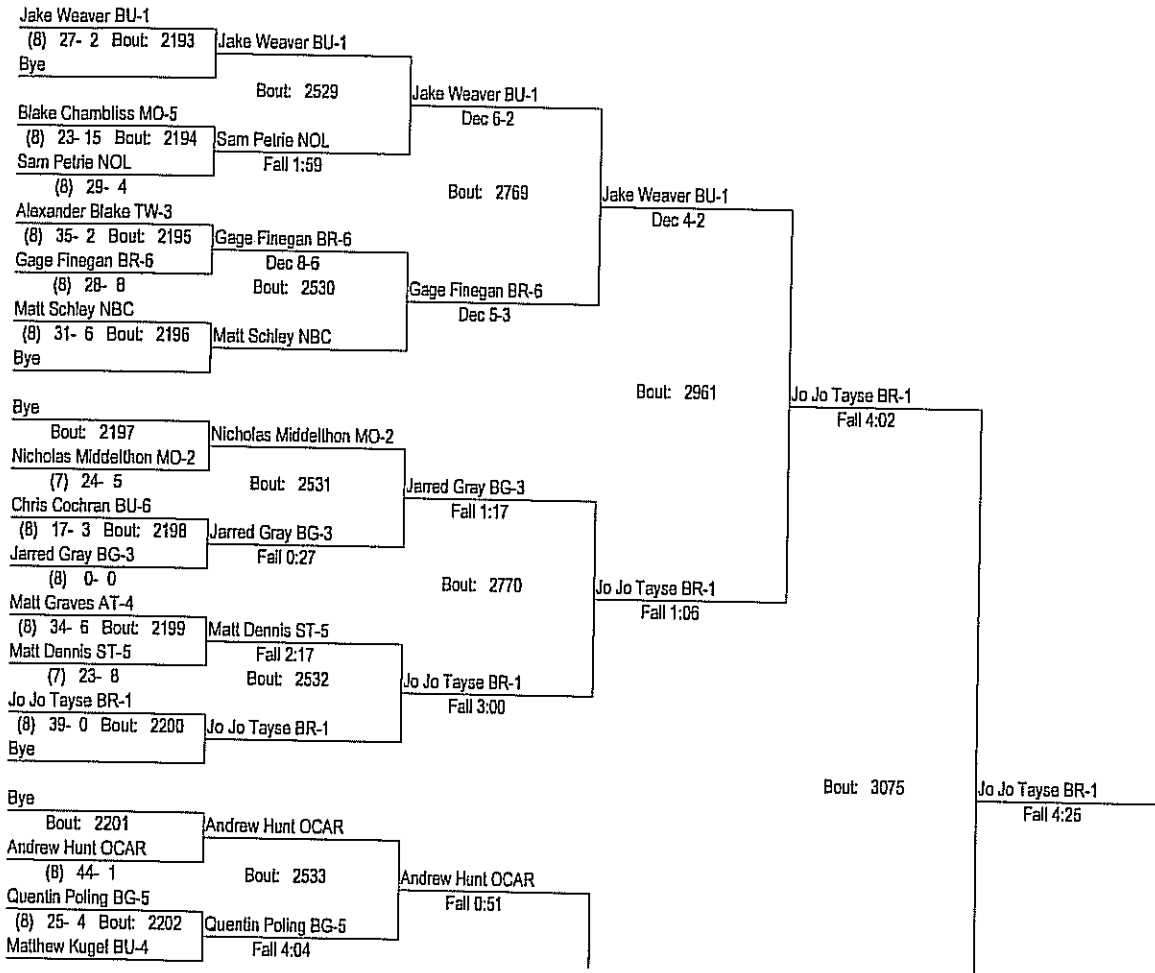 Jake Weaver BU-1
(8) 27- 2 Bout: 2193
Bye
Jake Weaver BU-1
Bout: 2529
Blake Chambliss MO-5
(8) 23- 15 Bout: 2194
Sam Petrie NOL
(8) 29- 4
Sam Petrie NOL
Fall 1:59
Jake Weaver BU-1
Dec 6-2
Bout: 2769
Alexander Blake TW-3
(8) 35- 2 Bout: 2195
Gage Finegan BR-6
(8) 28- 8
Gage Finegan BR-6
Dec 8-6
Bout: 2530
Matt Schley NBC
(8) 31- 6 Bout: 2196
Bye
Matt Schley NBC
Gage Finegan BR-6
Dec 5-3
Jake Weaver BU-1
Dec 4-2
Bout: 2961
Bye
Bout: 2197
Nicholas Middelthon MO-2
(7) 24- 5
Nicholas Middelthon MO-2
Bout: 2531
Chris Cochran BU-6
(8) 17- 3 Bout: 2198
Jarred Gray BG-3
(8) 0- 0
Jarred Gray BG-3
Fall 0:27
Jarred Gray BG-3
Fall 1:17
Bout: 2770
Matt Graves AT-4
(8) 34- 6 Bout: 2199
Matt Dennis ST-5
(7) 23- 8
Matt Dennis ST-5
Fall 2:17
Bout: 2532
Jo Jo Tayse BR-1
(8) 39- 0 Bout: 2200
Bye
Jo Jo Tayse BR-1
Jo Jo Tayse BR-1
Fall 3:00
Jo Jo Tayse BR-1
Fall 1:06
Jo Jo Tayse BR-1
Fall 4:02
Bout: 3075
Jo Jo Tayse BR-1
Fall 4:25
Bye
Bout: 2201
Andrew Hunt OCAR
(8) 44- 1
Andrew Hunt OCAR
Bout: 2533
Quentin Poling BG-5
(8) 25- 4 Bout: 2202
Matthew Kugef BU-4
Quentin Poling BG-5
Fall 4:04
Andrew Hunt OCAR
Fall 0:51